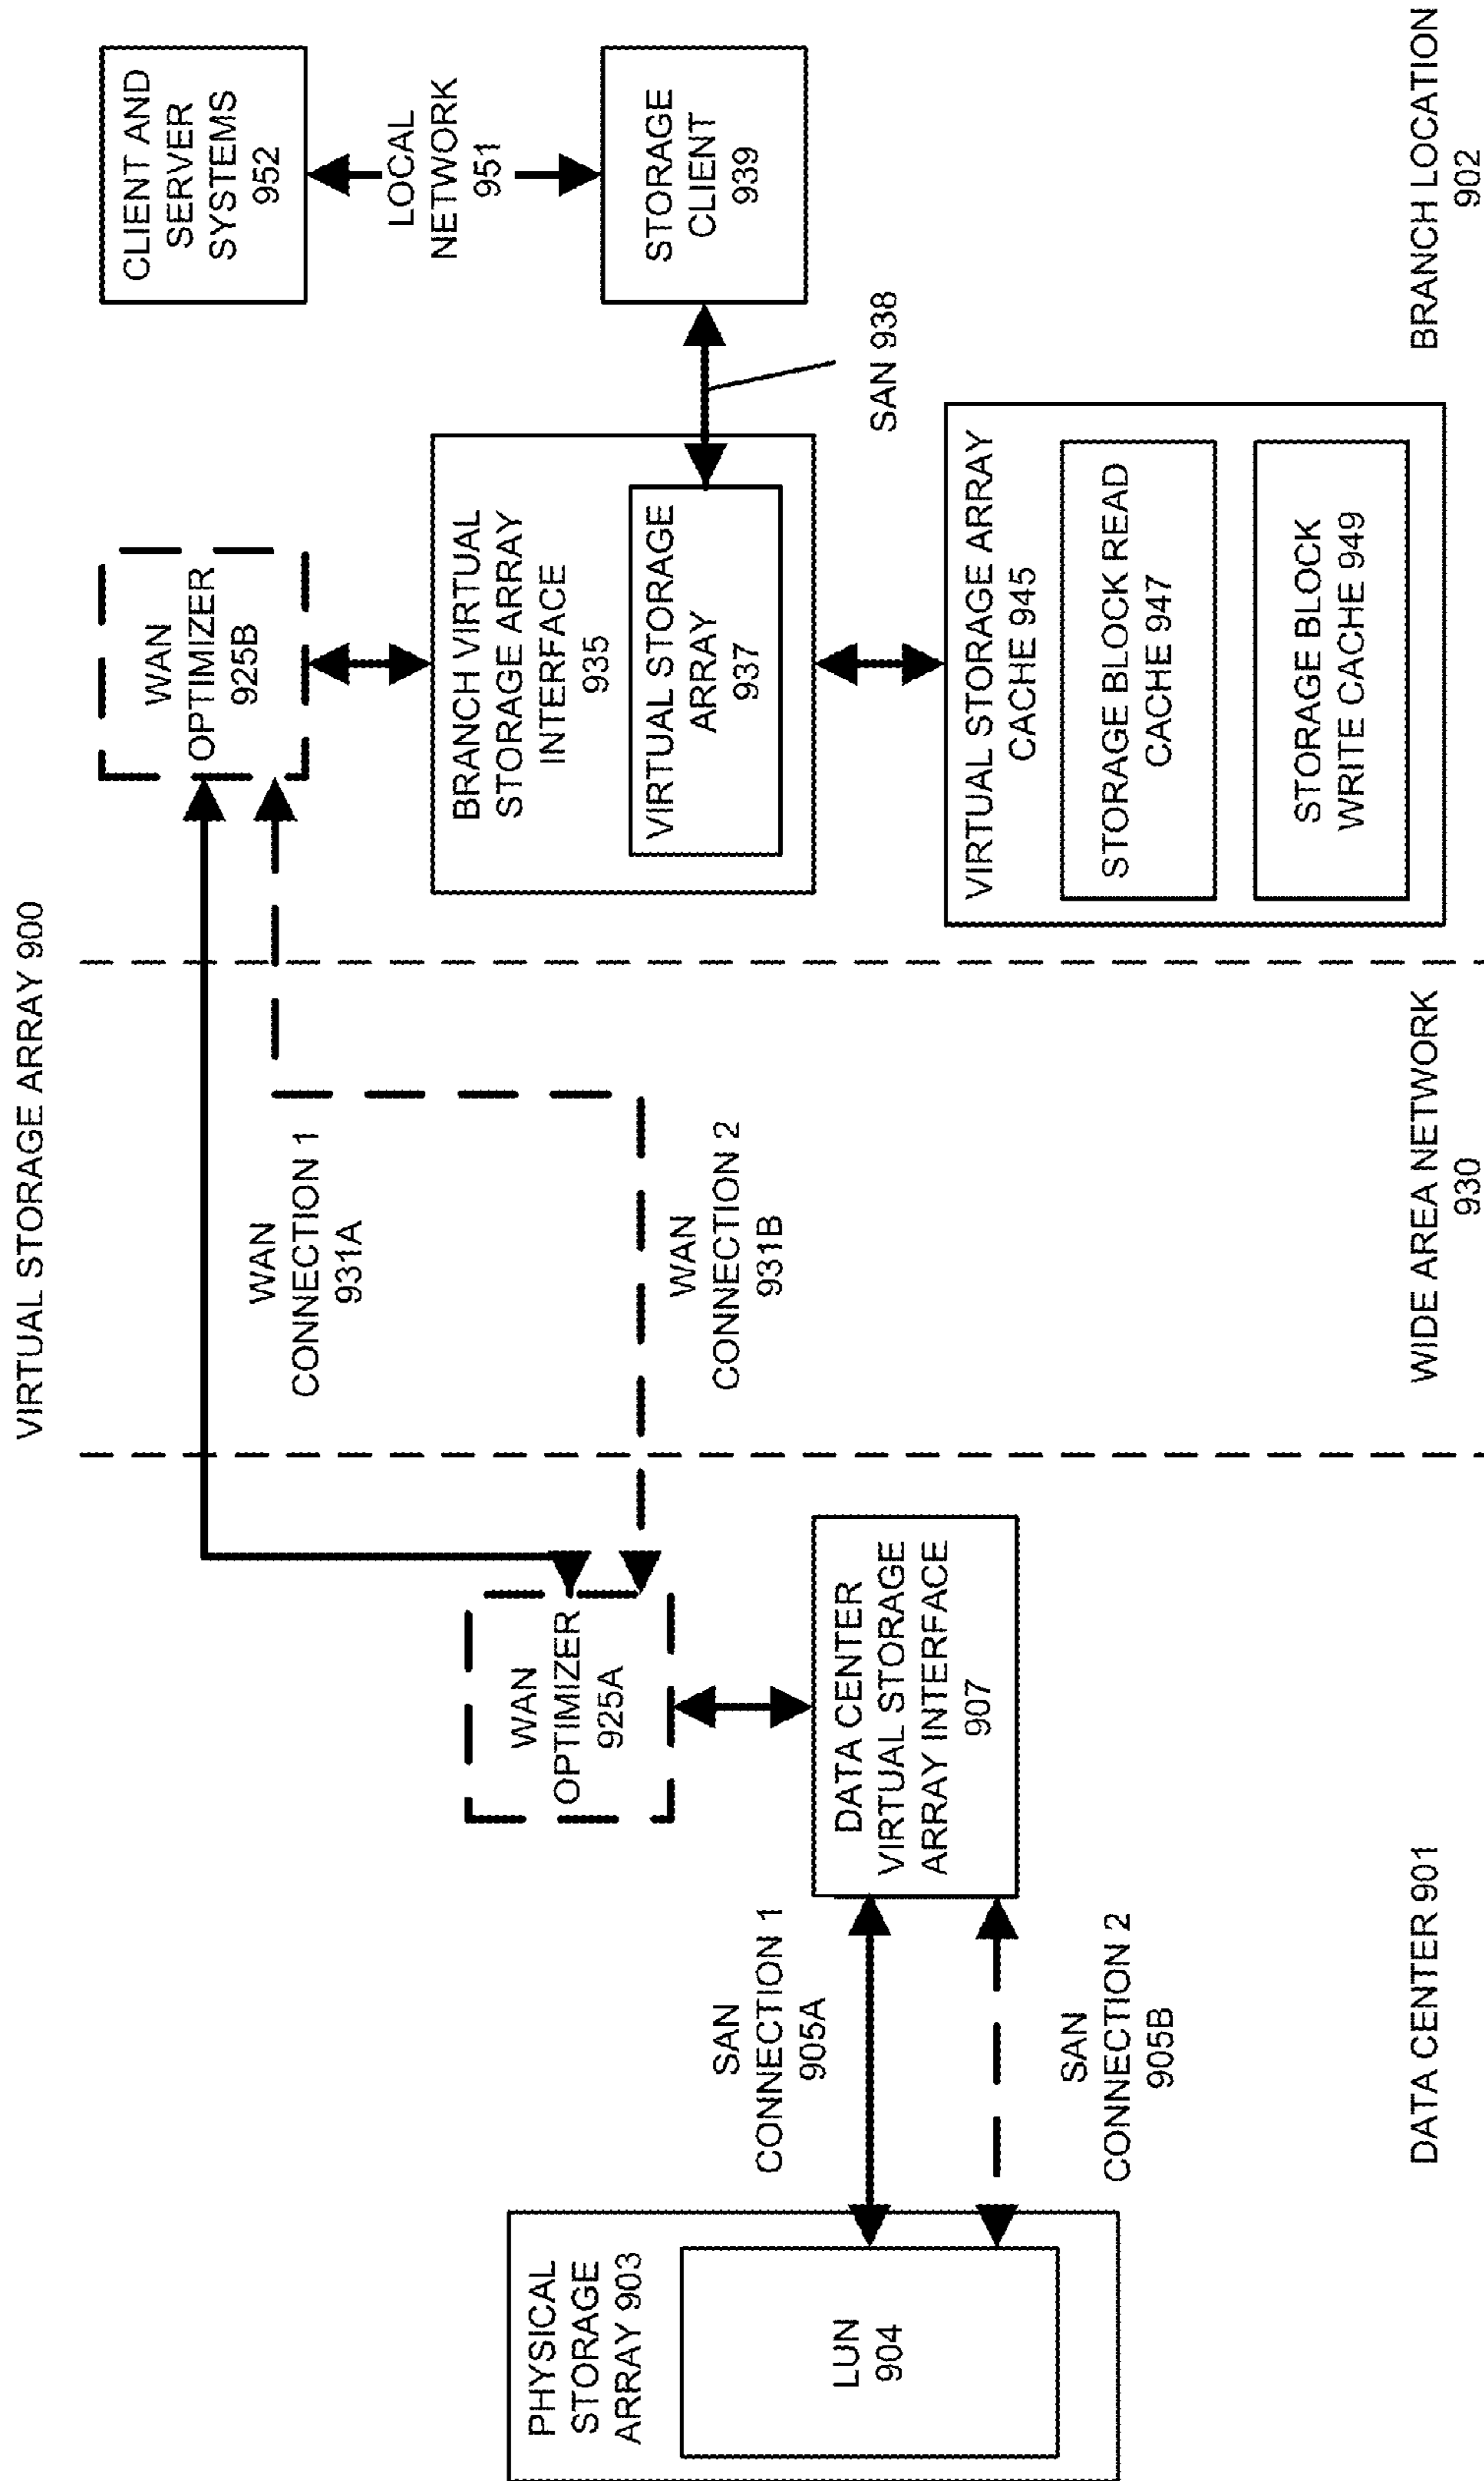 VIRTUAL STORAGE ARRAY 900
PHYSICAL
STORAGE
ARRAY 903
LUN
904
SAN
CONNECTION 1
905A
SAN
CONNECTION 2
905B
DATA CENTER 901
WAN
OPTIMIZER
925A
DATA CENTER
VIRTUAL STORAGE
ARRAY INTERFACE
907
WAN
CONNECTION 1
931A
WAN
CONNECTION 2
931B
WIDE AREA NETWORK
930
WAN
OPTIMIZER
925B
BRANCH VIRTUAL
STORAGE ARRAY
INTERFACE
935
VIRTUAL STORAGE
ARRAY
937
VIRTUAL STORAGE ARRAY
CACHE 945
STORAGE BLOCK READ
CACHE 947
STORAGE BLOCK
WRITE CACHE 949
CLIENT AND
SERVER
SYSTEMS
952
LOCAL
NETWORK
951
STORAGE
CLIENT
939
SAN 938
BRANCH LOCATION
902